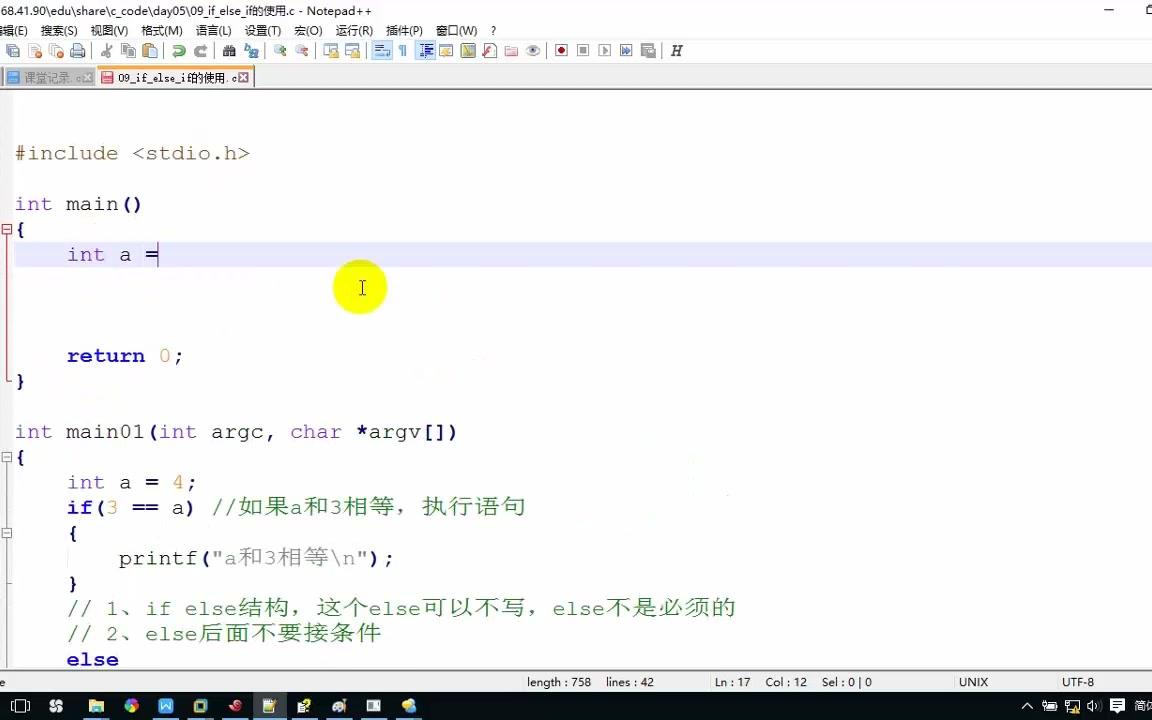 68.41.90\edu\share\c_code\day05\09_if_else_if的使用.c - Notepad++
编辑(E) 搜索(S) 视图(V) 格式(M) 语言(L) 设置(T) 宏(O) 运行(R) 插件(P) 窗口(W) ?
课堂记录.c 09_if_else_if的使用.c
#include <stdio.h>
int main()
{
int a =
return 0;
}
int main01(int argc, char *argv[])
{
int a = 4;
if(3 == a) //如果a和3相等，执行语句
{
printf("a和3相等\n");
}
// 1、if else结构，这个else可以不写，else不是必须的
// 2、else后面不要接条件
else
e length : 758 lines : 42 Ln : 17 Col : 12 Sel : 0 | 0 UNIX UTF-8
简体